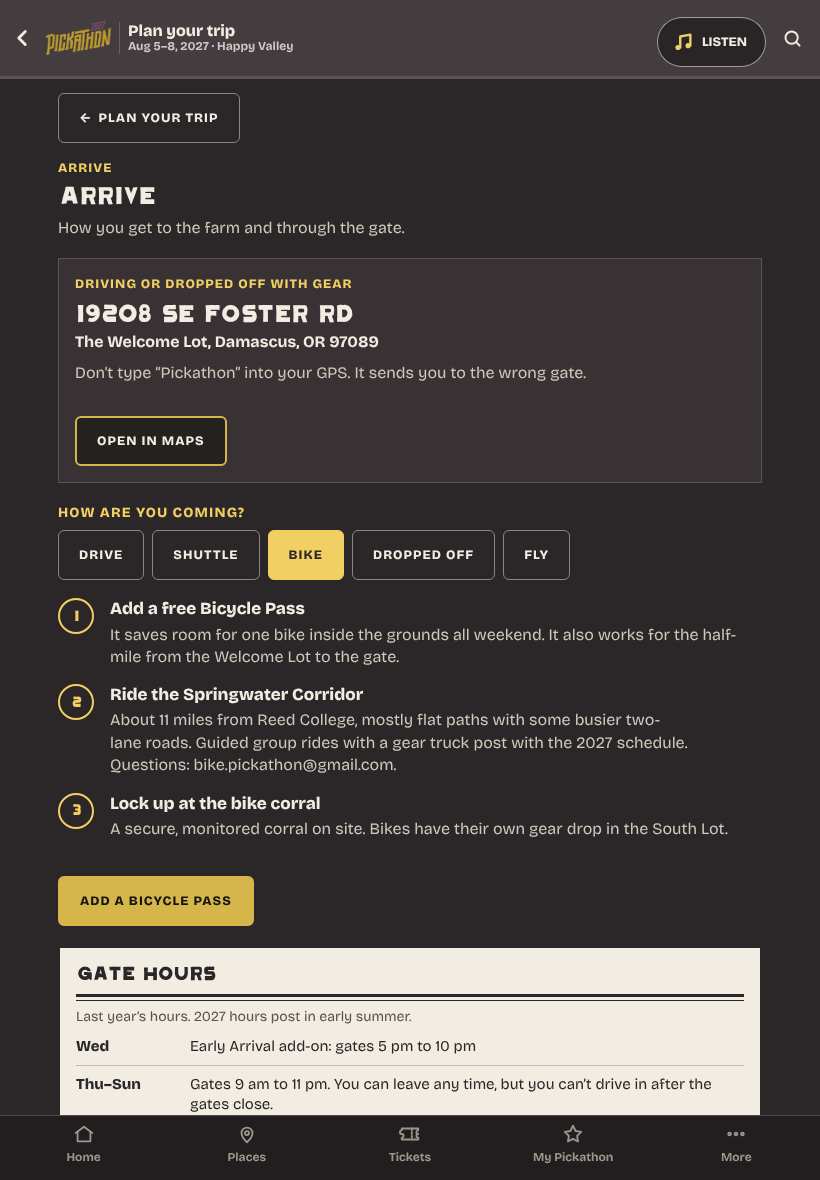 PICKATHON
Plan your trip
Aug 5–8, 2027 · Happy Valley
LISTEN
← PLAN YOUR TRIP
ARRIVE
ARRIVE
How you get to the farm and through the gate.
DRIVING OR DROPPED OFF WITH GEAR
19208 SE FOSTER RD
The Welcome Lot, Damascus, OR 97089
Don't type “Pickathon” into your GPS. It sends you to the wrong gate.
OPEN IN MAPS
HOW ARE YOU COMING?
DRIVE SHUTTLE BIKE DROPPED OFF FLY
1 Add a free Bicycle Pass
It saves room for one bike inside the grounds all weekend. It also works for the half-
mile from the Welcome Lot to the gate.
2 Ride the Springwater Corridor
About 11 miles from Reed College, mostly flat paths with some busier two-
lane roads. Guided group rides with a gear truck post with the 2027 schedule.
Questions: bike.pickathon@gmail.com.
3 Lock up at the bike corral
A secure, monitored corral on site. Bikes have their own gear drop in the South Lot.
ADD A BICYCLE PASS
GATE HOURS
Last year's hours. 2027 hours post in early summer.
Wed Early Arrival add-on: gates 5 pm to 10 pm
Thu–Sun Gates 9 am to 11 pm. You can leave any time, but you can't drive in after the
gates close.
Home Places Tickets My Pickathon More